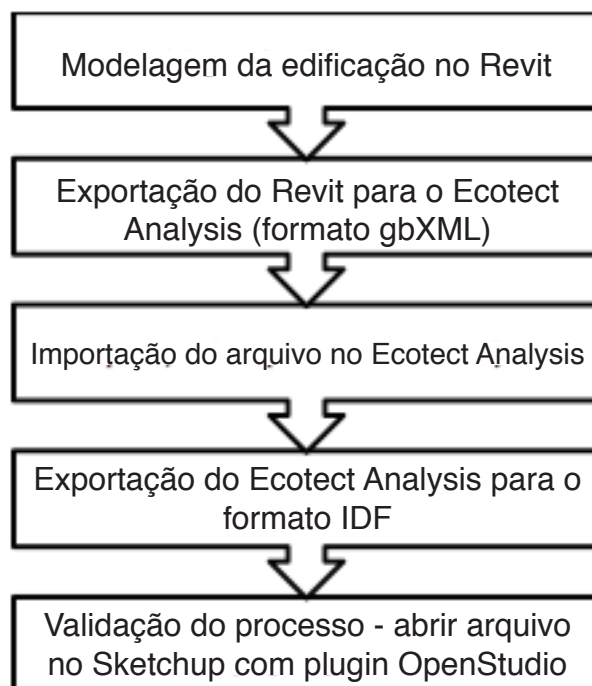 Modelagem da edificação no Revit
Exportação do Revit para o Ecotect
Analysis (formato gbXML)
Importação do arquivo no Ecotect Analysis
Exportação do Ecotect Analysis para o
formato IDF
Validação do processo - abrir arquivo
no Sketchup com plugin OpenStudio